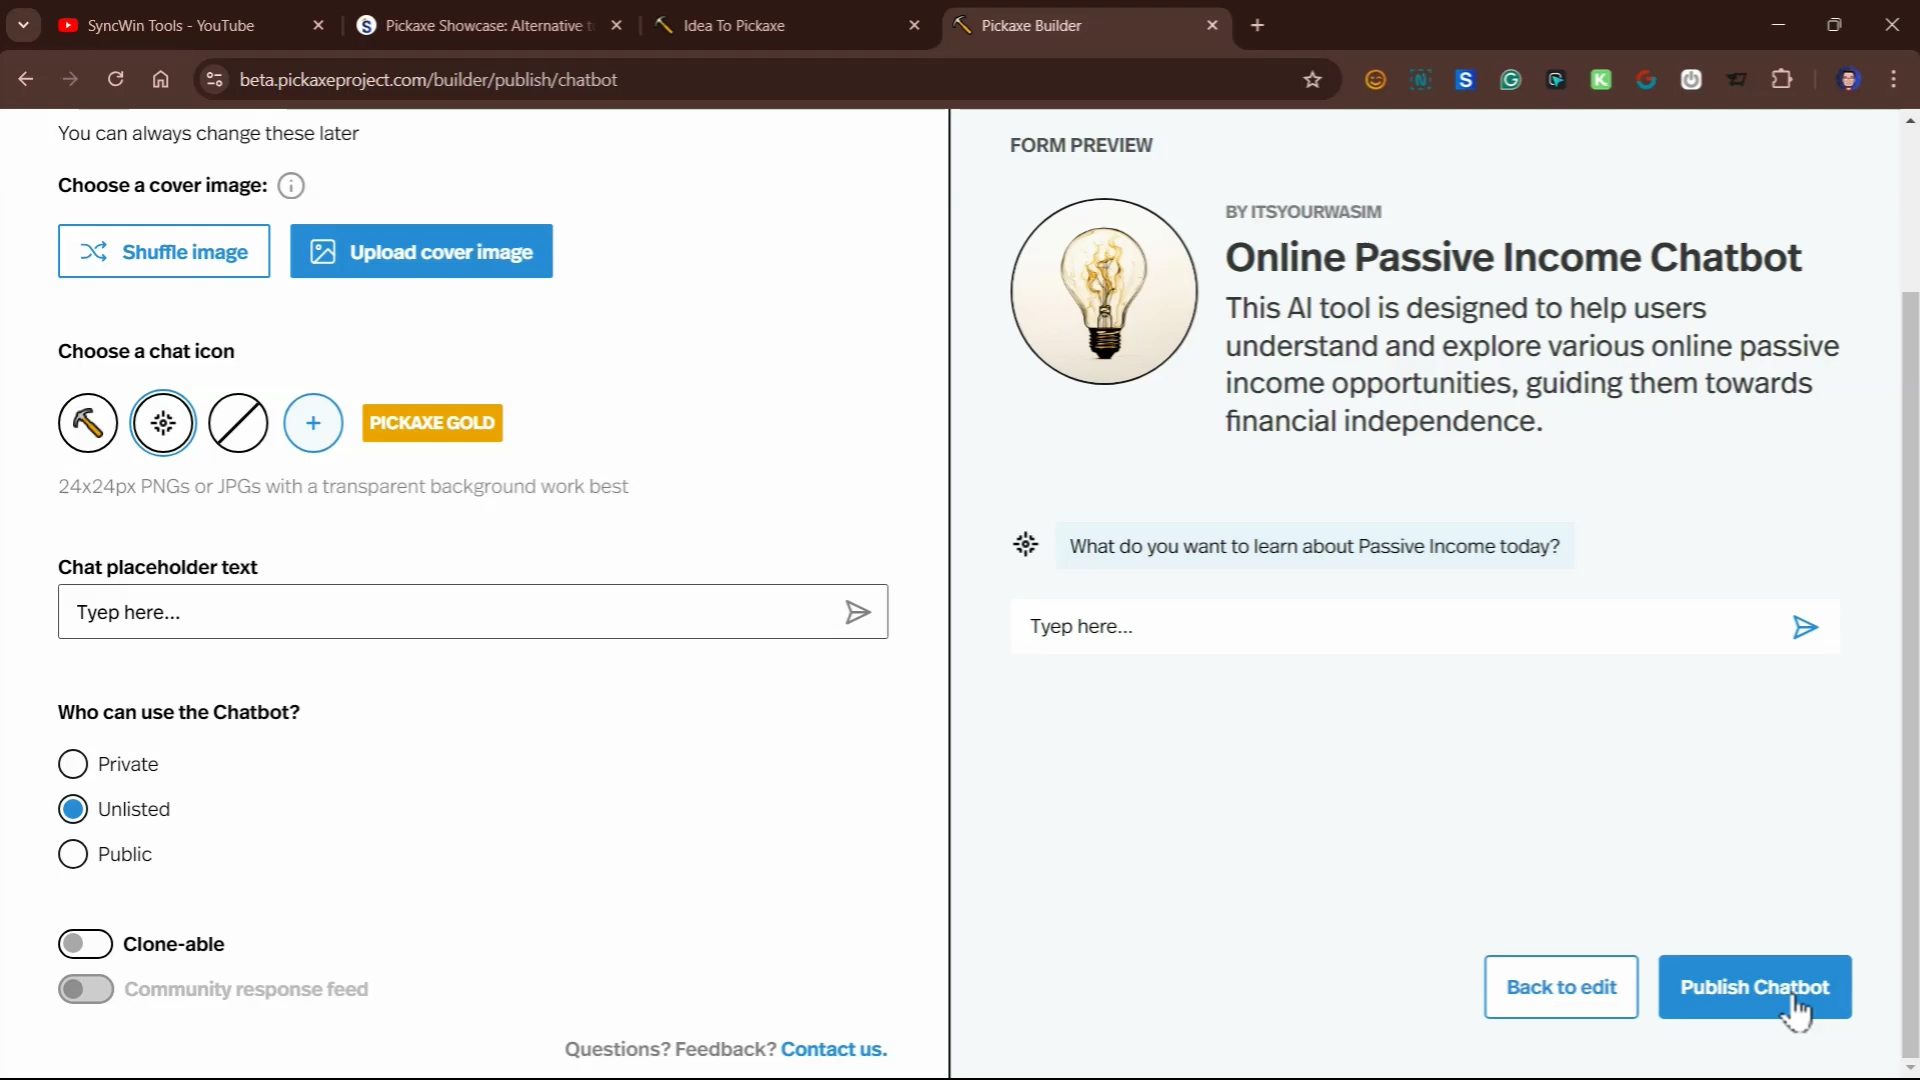 SyncWin Tools - YouTube
Pickaxe Showcase: Alternative t
Idea To Pickaxe
Pickaxe Builder
beta.pickaxeproject.com/builder/publish/chatbot
You can always change these later
Choose a cover image:
Shuffle image
Upload cover image
Choose a chat icon
PICKAXE GOLD
24x24px PNGs or JPGs with a transparent background work best
Chat placeholder text
Tyep here...
Who can use the Chatbot?
Private
Unlisted
Public
Clone-able
Community response feed
Questions? Feedback? Contact us.
FORM PREVIEW
BY ITSYOURWASIM
Online Passive Income Chatbot
This AI tool is designed to help users
understand and explore various online passive
income opportunities, guiding them towards
financial independence.
What do you want to learn about Passive Income today?
Tyep here...
Back to edit
Publish Chatbot